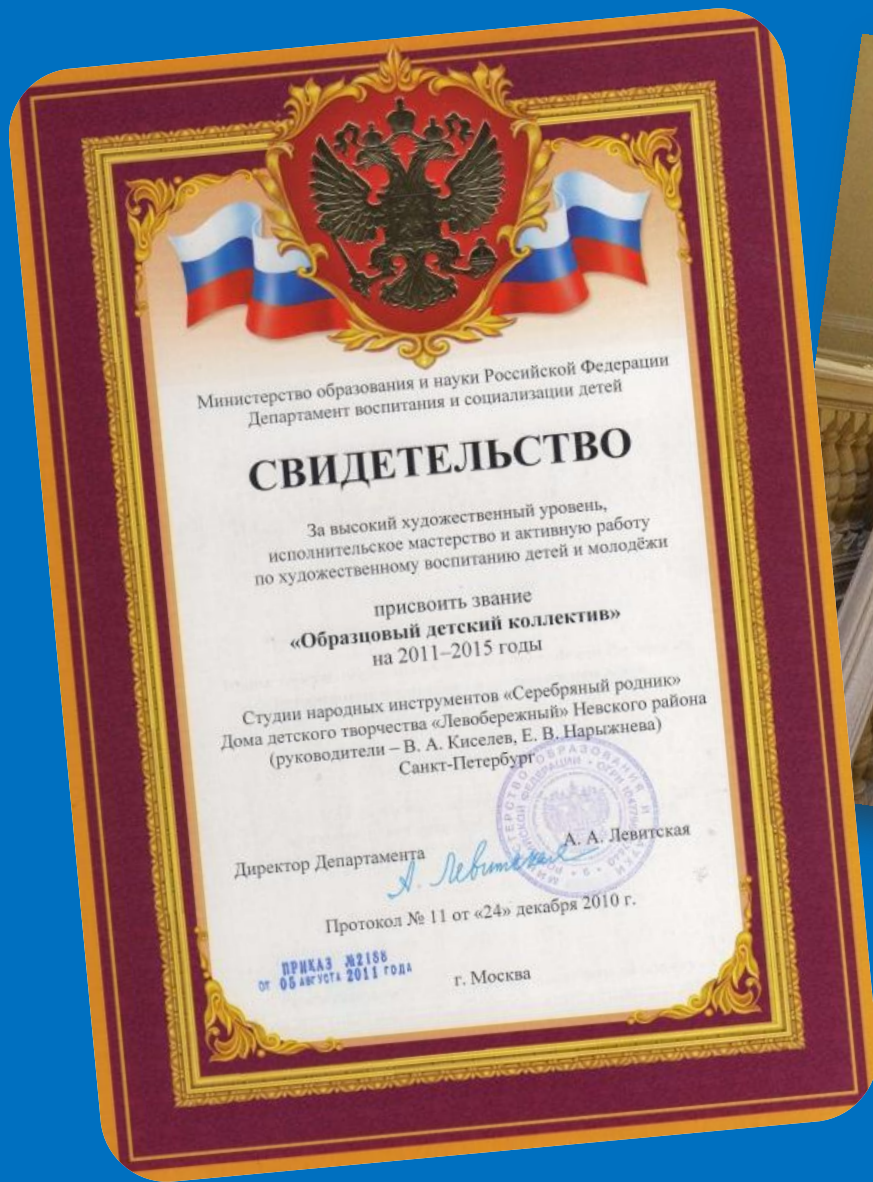 Министерство образования и науки Российской Федерации
Департамент воспитания и социализации детей
СВИДЕТЕЛЬСТВО
За высокий художественный уровень,
исполнительское мастерство и активную работу
по художественному воспитанию детей и молодёжи
присвоить звание
«Образцовый детский коллектив»
на 2011–2015 годы
Студии народных инструментов «Серебряный родник»
Дома детского творчества «Левобережный» Невского района
(руководители – В. А. Киселев, Е. В. Нарыжнева)
Санкт-Петербург
Директор Департамента
А. Левитская
А. А. Левитская
Протокол № 11 от «24» декабря 2010 г.
ПРИКАЗ №2188
от 05 августа 2011 года
г. Москва